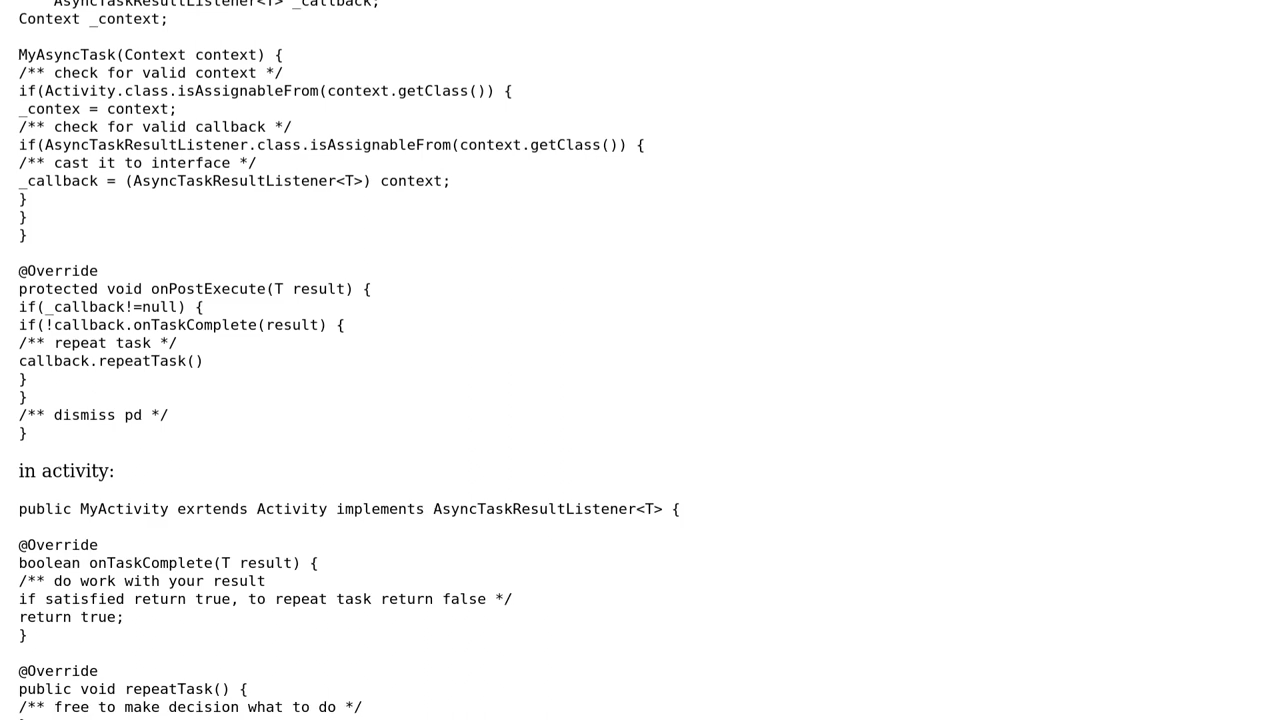 AsyncTaskResultListener<T> _callback;
Context _context;
MyAsyncTask(Context context) {
/** check for valid context */
if(Activity.class.isAssignableFrom(context.getClass()) {
_contex = context;
/** check for valid callback */
if(AsyncTaskResultListener.class.isAssignableFrom(context.getClass()) {
/** cast it to interface */
_callback = (AsyncTaskResultListener<T>) context;
}
}
}
@Override
protected void onPostExecute(T result) {
if(_callback!=null) {
if(!callback.onTaskComplete(result) {
/** repeat task */
callback.repeatTask()
}
}
/** dismiss pd */
}
in activity:
public MyActivity exrtends Activity implements AsyncTaskResultListener<T> {
@Override
boolean onTaskComplete(T result) {
/** do work with your result
if satisfied return true, to repeat task return false */
return true;
}
@Override
public void repeatTask() {
/** free to make decision what to do */